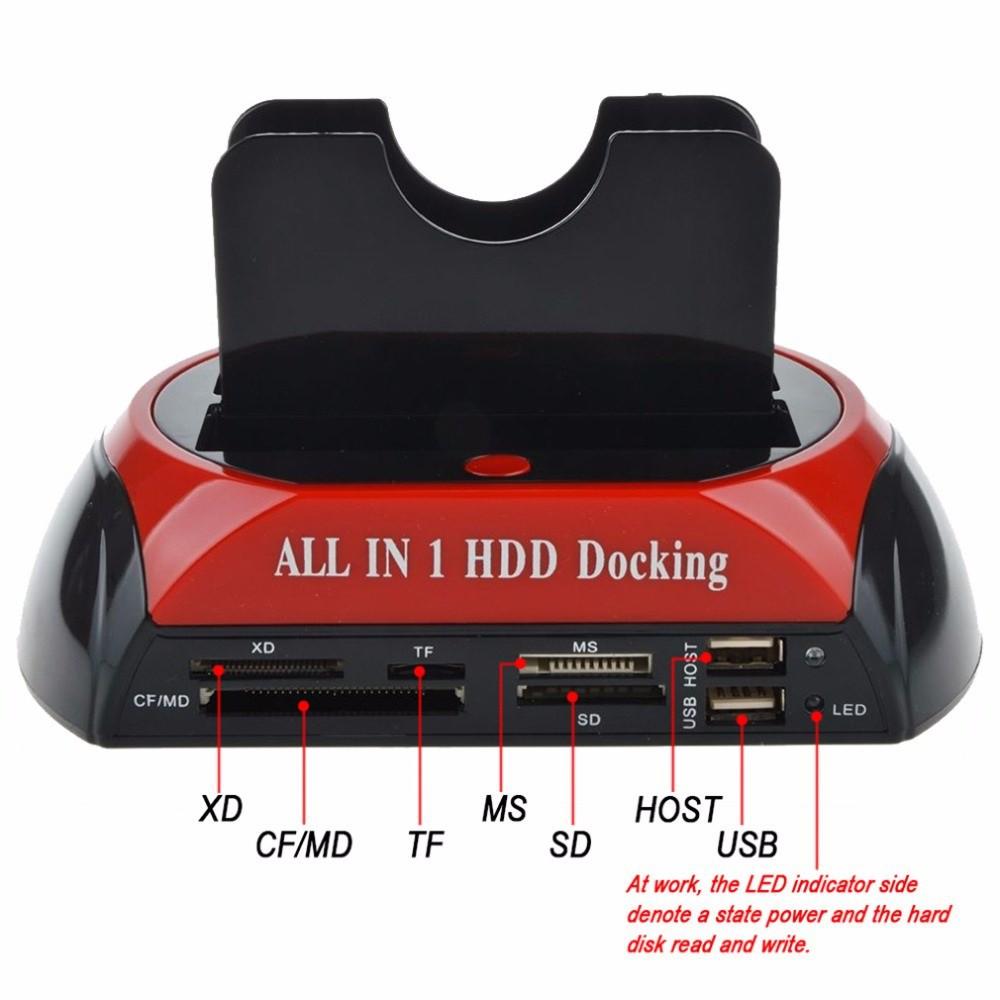 ALL IN 1 HDD Docking
XD
TF
MS
HOST
CF/MD
SD
USB
LED
XD
MS
HOST
CF/MD
TF
SD
USB
At work, the LED indicator side
denote a state power and the hard
disk read and write.